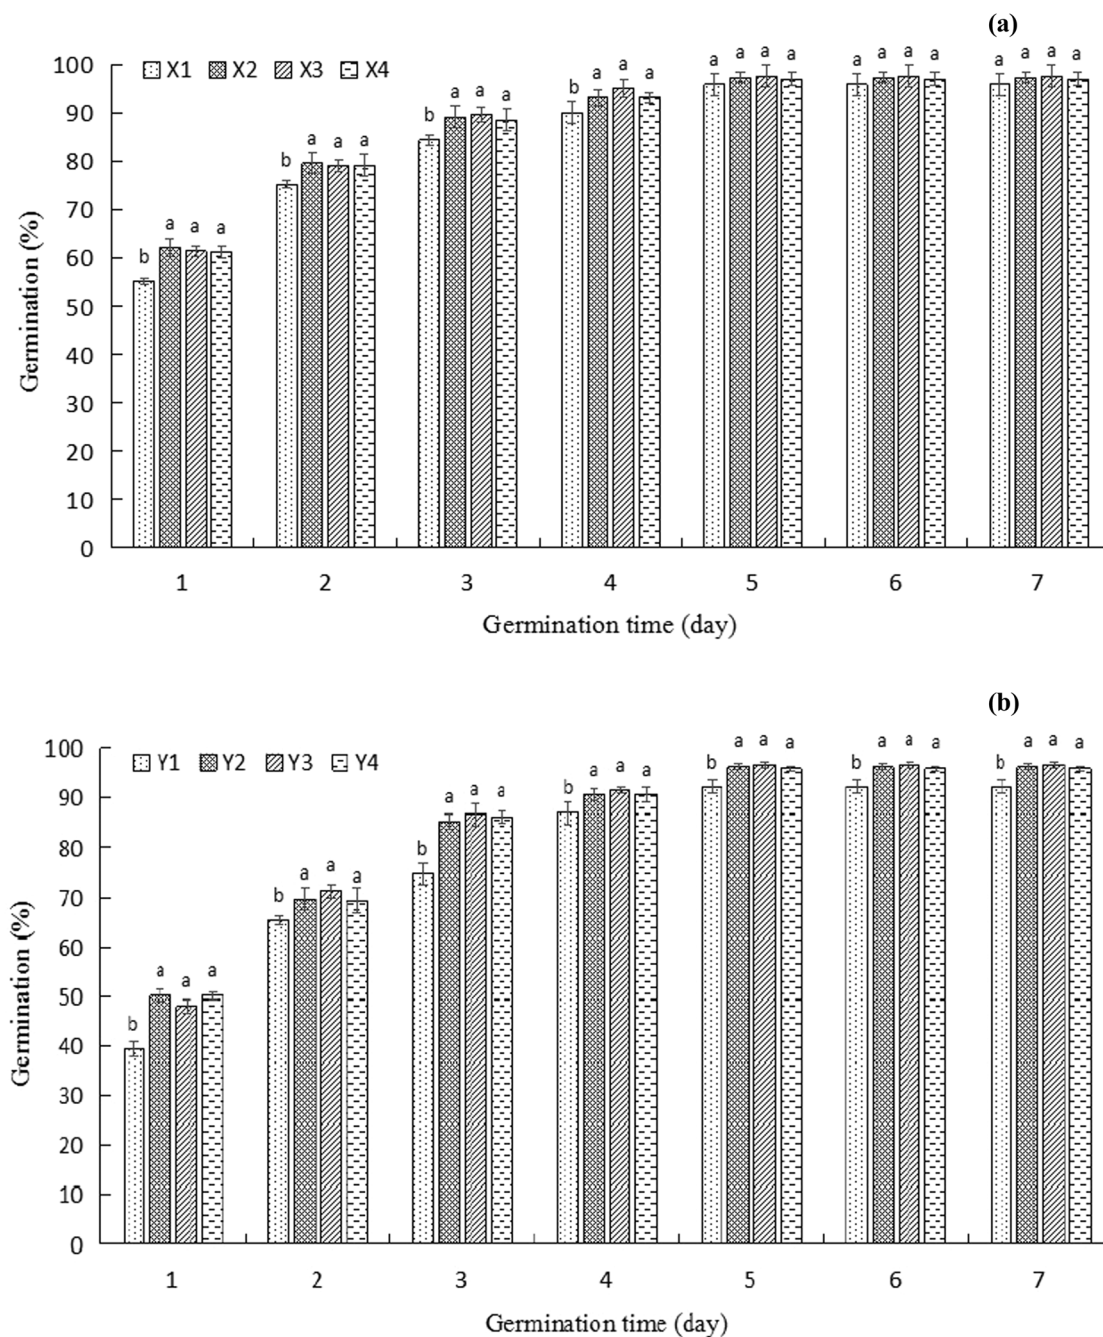 (a)
X1 X2 X3 X4
a a a a a a a a a a a a
b a a a
b a a a
b a a a
b a a a
100
90
80
70
60
50
40
30
20
10
0
Germination (%)
1 2 3 4 5 6 7
Germination time (day)
(b)
Y1 Y2 Y3 Y4
b a a a
b a a a
b a a a
b a a a
b a a a
b a a a
b a a a
100
90
80
70
60
50
40
30
20
10
0
Germination (%)
1 2 3 4 5 6 7
Germination time (day)